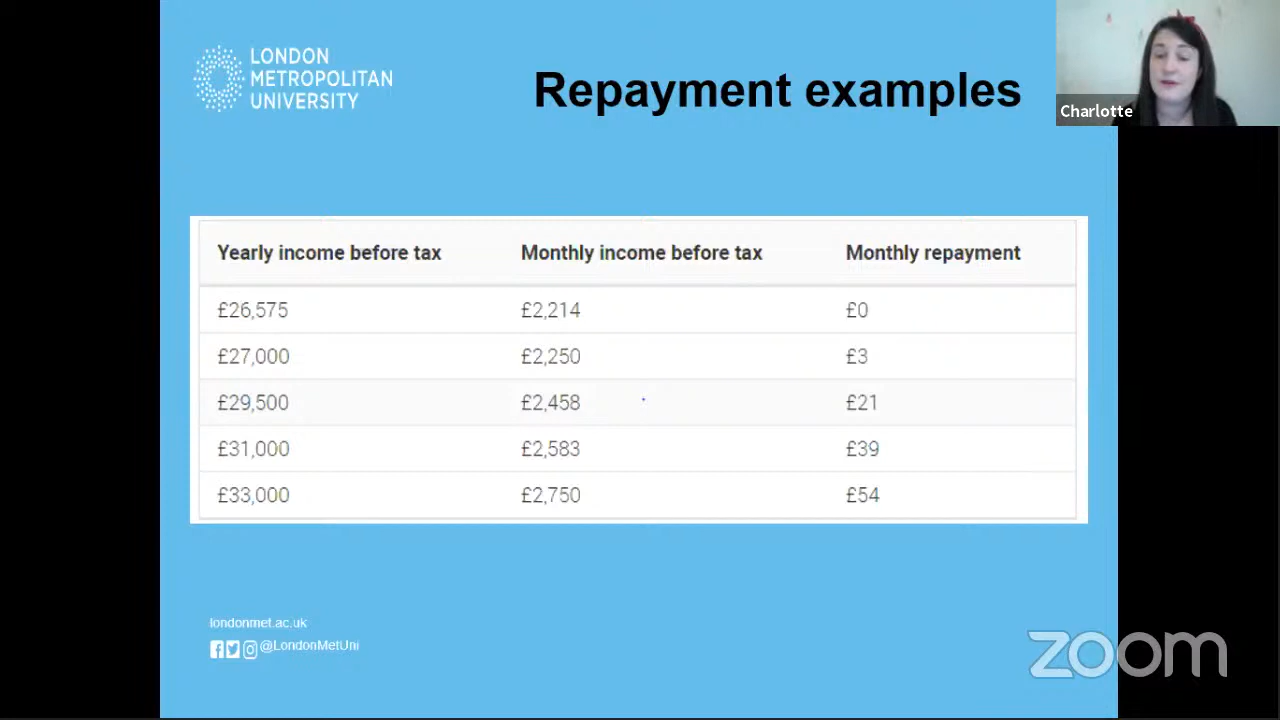 LONDON
METROPOLITAN
UNIVERSITY
Repayment examples
Charlotte
Yearly income before tax Monthly income before tax Monthly repayment
£26,575 £2,214 £0
£27,000 £2,250 £3
£29,500 £2,458 £21
£31,000 £2,583 £39
£33,000 £2,750 £54
londonmet.ac.uk
@LondonMetUni
zoom